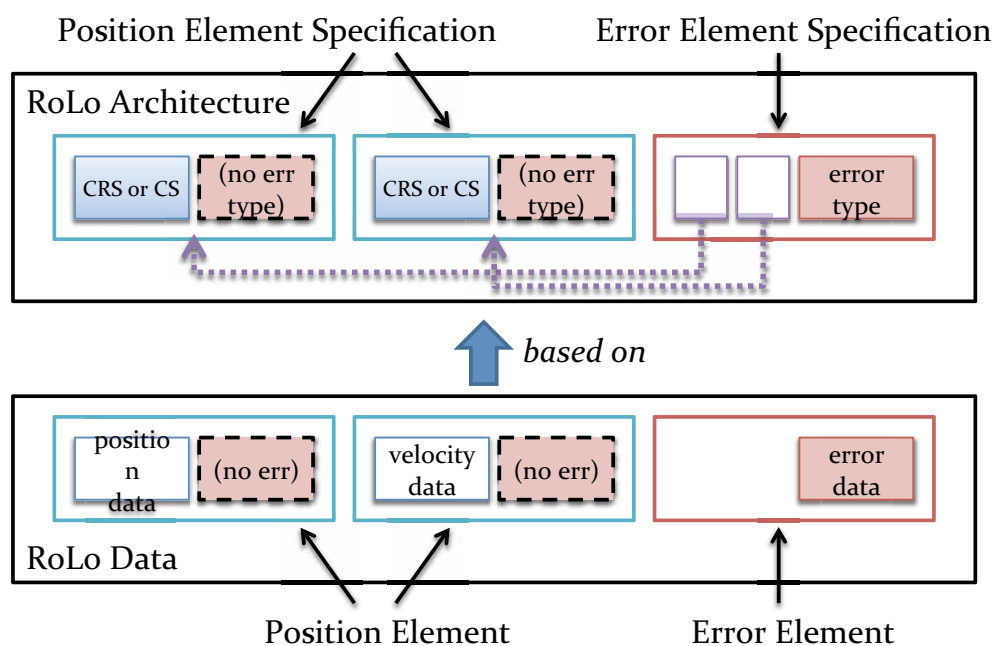 Position Element Specification
Error Element Specification
RoLo Architecture
CRS or CS
(no err
type)
CRS or CS
(no err
type)
error
type
based on
positio
n
data
(no err)
velocity
data
(no err)
error
data
RoLo Data
Position Element
Error Element